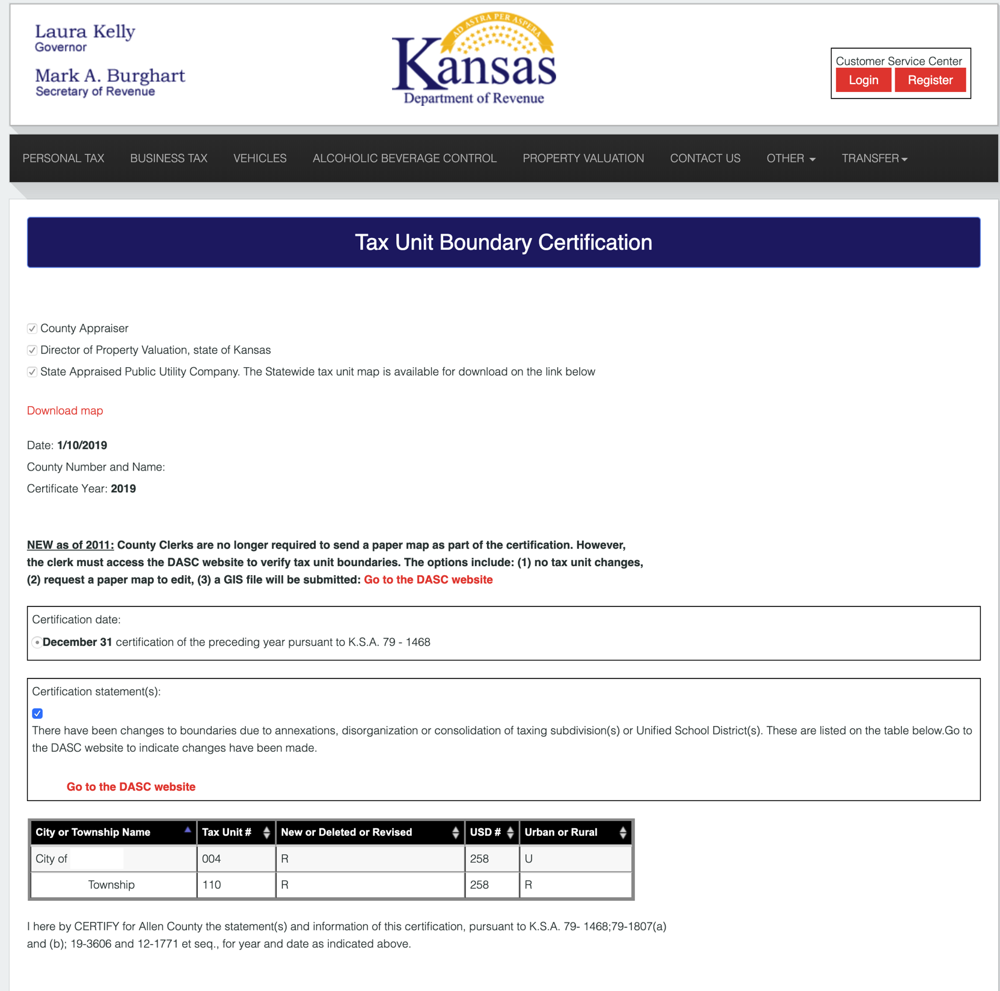 Laura Kelly
Governor
Mark A. Burghart
Secretary of Revenue
AD ASTRA PER ASPERA
Kansas
Department of Revenue
Customer Service Center
Login Register
PERSONAL TAX BUSINESS TAX VEHICLES ALCOHOLIC BEVERAGE CONTROL PROPERTY VALUATION CONTACT US OTHER TRANSFER
Tax Unit Boundary Certification
County Appraiser
Director of Property Valuation, state of Kansas
State Appraised Public Utility Company. The Statewide tax unit map is available for download on the link below
Download map
Date: 1/10/2019
County Number and Name:
Certificate Year: 2019
NEW as of 2011: County Clerks are no longer required to send a paper map as part of the certification. However,
the clerk must access the DASC website to verify tax unit boundaries. The options include: (1) no tax unit changes,
(2) request a paper map to edit, (3) a GIS file will be submitted: Go to the DASC website
Certification date:
December 31 certification of the preceding year pursuant to K.S.A. 79 - 1468
Certification statement(s):
There have been changes to boundaries due to annexations, disorganization or consolidation of taxing subdivision(s) or Unified School District(s). These are listed on the table below.Go to
the DASC website to indicate changes have been made.
Go to the DASC website
City or Township Name Tax Unit # New or Deleted or Revised USD # Urban or Rural
City of 004 R 258 U
Township 110 R 258 R
I here by CERTIFY for Allen County the statement(s) and information of this certification, pursuant to K.S.A. 79- 1468;79-1807(a)
and (b); 19-3606 and 12-1771 et seq., for year and date as indicated above.